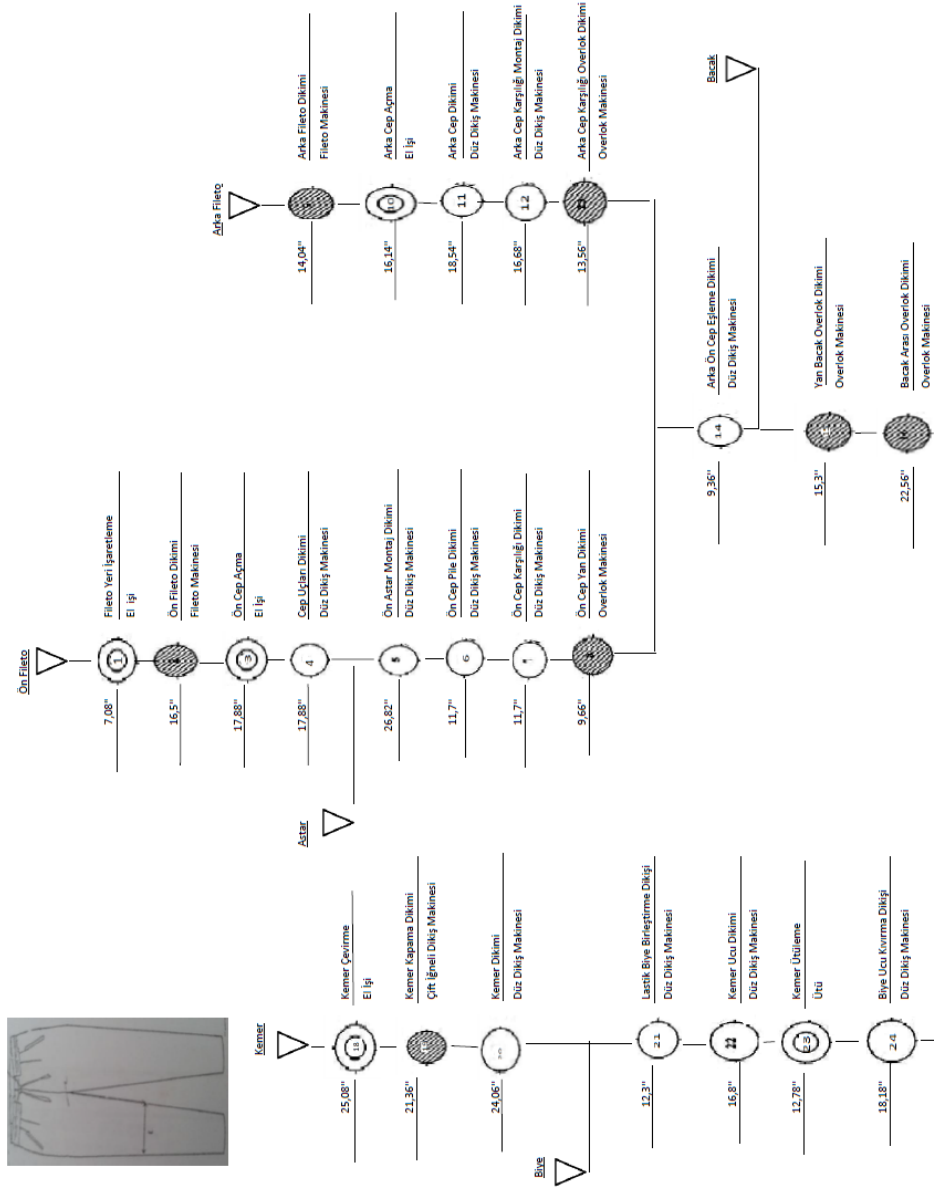 Kemer
25,08"
18
Kemer Çevirme
El İşi
21,36"
Kemer Kapama Dikimi
Çift İğneli Dikiş Makinesi
24,06"
20
Kemer Dikimi
Düz Dikiş Makinesi
Biye
12,3"
21
Lastik Biye Birleştirme Dikişi
Düz Dikiş Makinesi
16,8"
22
Kemer Ucu Dikimi
Düz Dikiş Makinesi
12,78"
23
Kemer Ütüleme
Ütü
18,18"
24
Biye Ucu Kıvırma Dikişi
Düz Dikiş Makinesi
Ön Fileto
7,08"
1
Fileto Yeri İşaretleme
El işi
16,5"
Ön Fileto Dikimi
Fileto Makinesi
17,88"
3
Ön Cep Açma
El İşi
17,88"
4
Cep Uçları Dikimi
Düz Dikiş Makinesi
Astar
26,82"
5
Ön Astar Montaj Dikimi
Düz Dikiş Makinesi
11,7"
6
Ön Cep Pile Dikimi
Düz Dikiş Makinesi
11,7"
Ön Cep Karşılığı Dikimi
Düz Dikiş Makinesi
9,66"
Ön Cep Yan Dikimi
Overlok Makinesi
Arka Fileto
14,04"
Arka Fileto Dikimi
Fileto Makinesi
16,14"
10
Arka Cep Açma
El İşi
18,54"
11
Arka Cep Dikimi
Düz Dikiş Makinesi
16,68"
12
Arka Cep Karşılığı Montaj Dikimi
Düz Dikiş Makinesi
13,56"
13
Arka Cep Karşılığı Overlok Dikimi
Overlok Makinesi
9,36"
14
Arka Ön Cep Eşleme Dikimi
Düz Dikiş Makinesi
Bacak
15,3"
Yan Bacak Overlok Dikimi
Overlok Makinesi
22,56"
Bacak Arası Overlok Dikimi
Overlok Makinesi